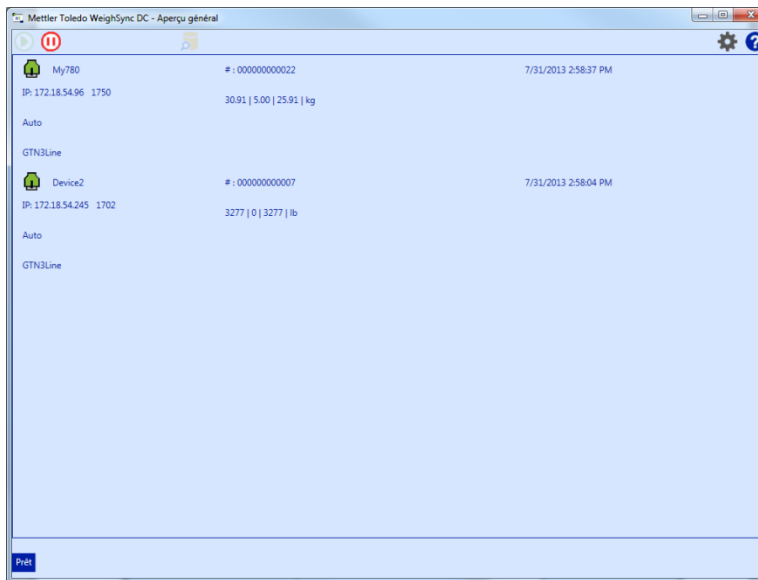 Mettler Toledo WeighSync DC - Aperçu général
My780 # : 000000000022 7/31/2013 2:58:37 PM
IP: 172.18.54.96 1750
30.91 | 5.00 | 25.91 | kg
Auto
GTN3Line
Device2 # : 000000000007 7/31/2013 2:58:04 PM
IP: 172.18.54.245 1702
3277 | 0 | 3277 | lb
Auto
GTN3Line
Prêt